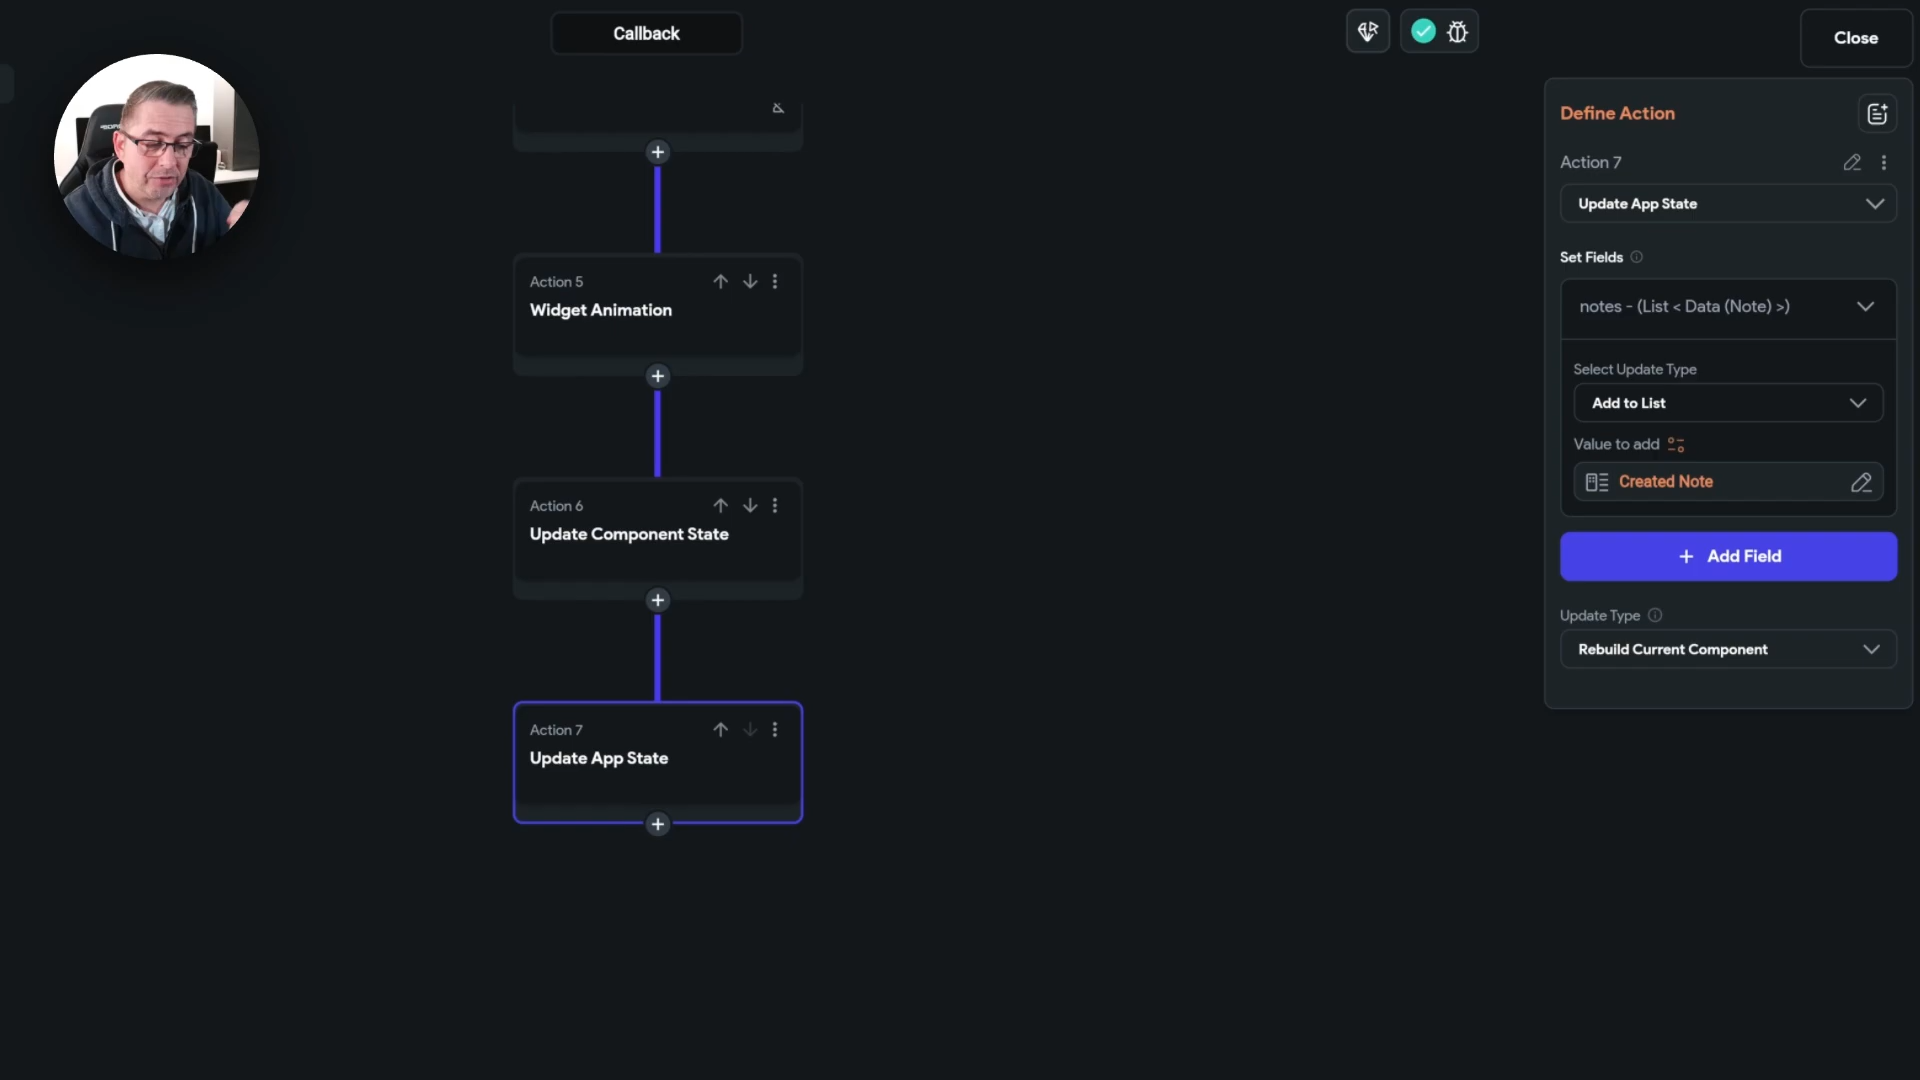 Callback
Close
Define Action
Action 7
Update App State
Set Fields
notes - (List < Data (Note) >)
Select Update Type
Add to List
Value to add
Created Note
+ Add Field
Update Type
Rebuild Current Component
Action 5
Widget Animation
Action 6
Update Component State
Action 7
Update App State